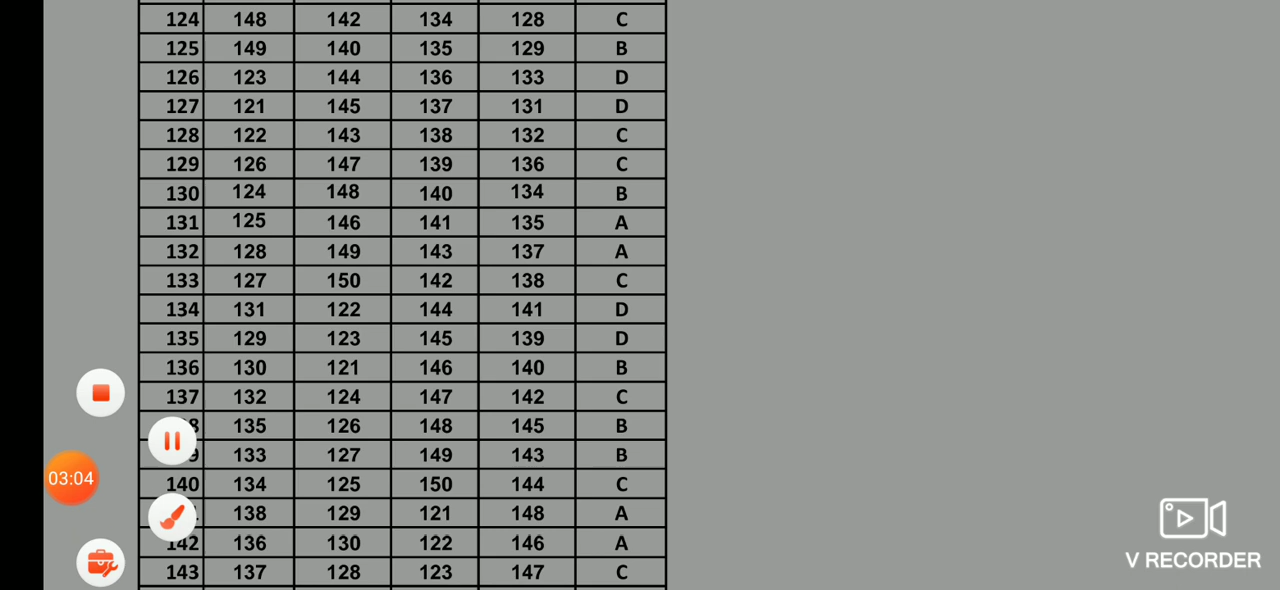 124 148 142 134 128 C
125 149 140 135 129 B
126 123 144 136 133 D
127 121 145 137 131 D
128 122 143 138 132 C
129 126 147 139 136 C
130 124 148 140 134 B
131 125 146 141 135 A
132 128 149 143 137 A
133 127 150 142 138 C
134 131 122 144 141 D
135 129 123 145 139 D
136 130 121 146 140 B
137 132 124 147 142 C
8 135 126 148 145 B
9 133 127 149 143 B
03:04
140 134 125 150 144 C
138 129 121 148 A
142 136 130 122 146 A
V RECORDER
143 137 128 123 147 C